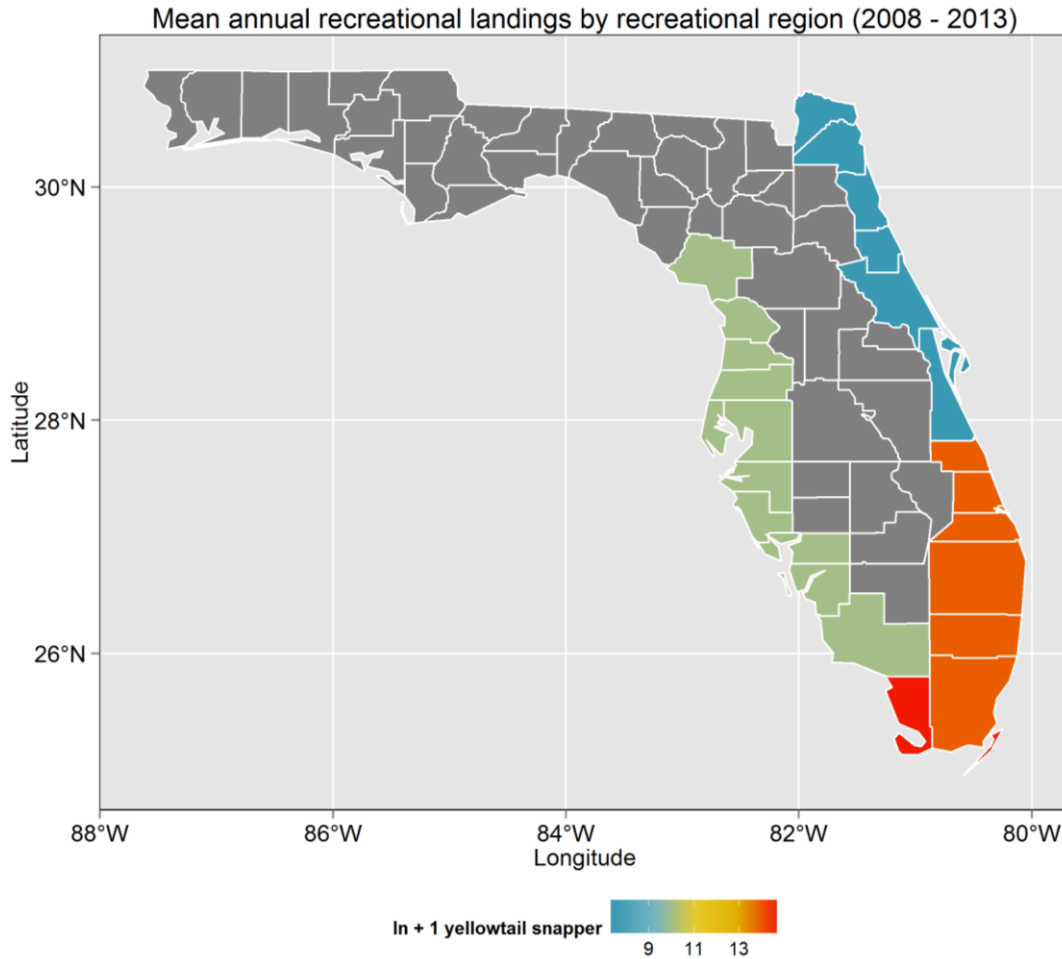 Mean annual recreational landings by recreational region (2008 - 2013)
30°N
28°N
26°N
Latitude
88°W 86°W 84°W 82°W 80°W
Longitude
ln + 1 yellowtail snapper
9 11 13